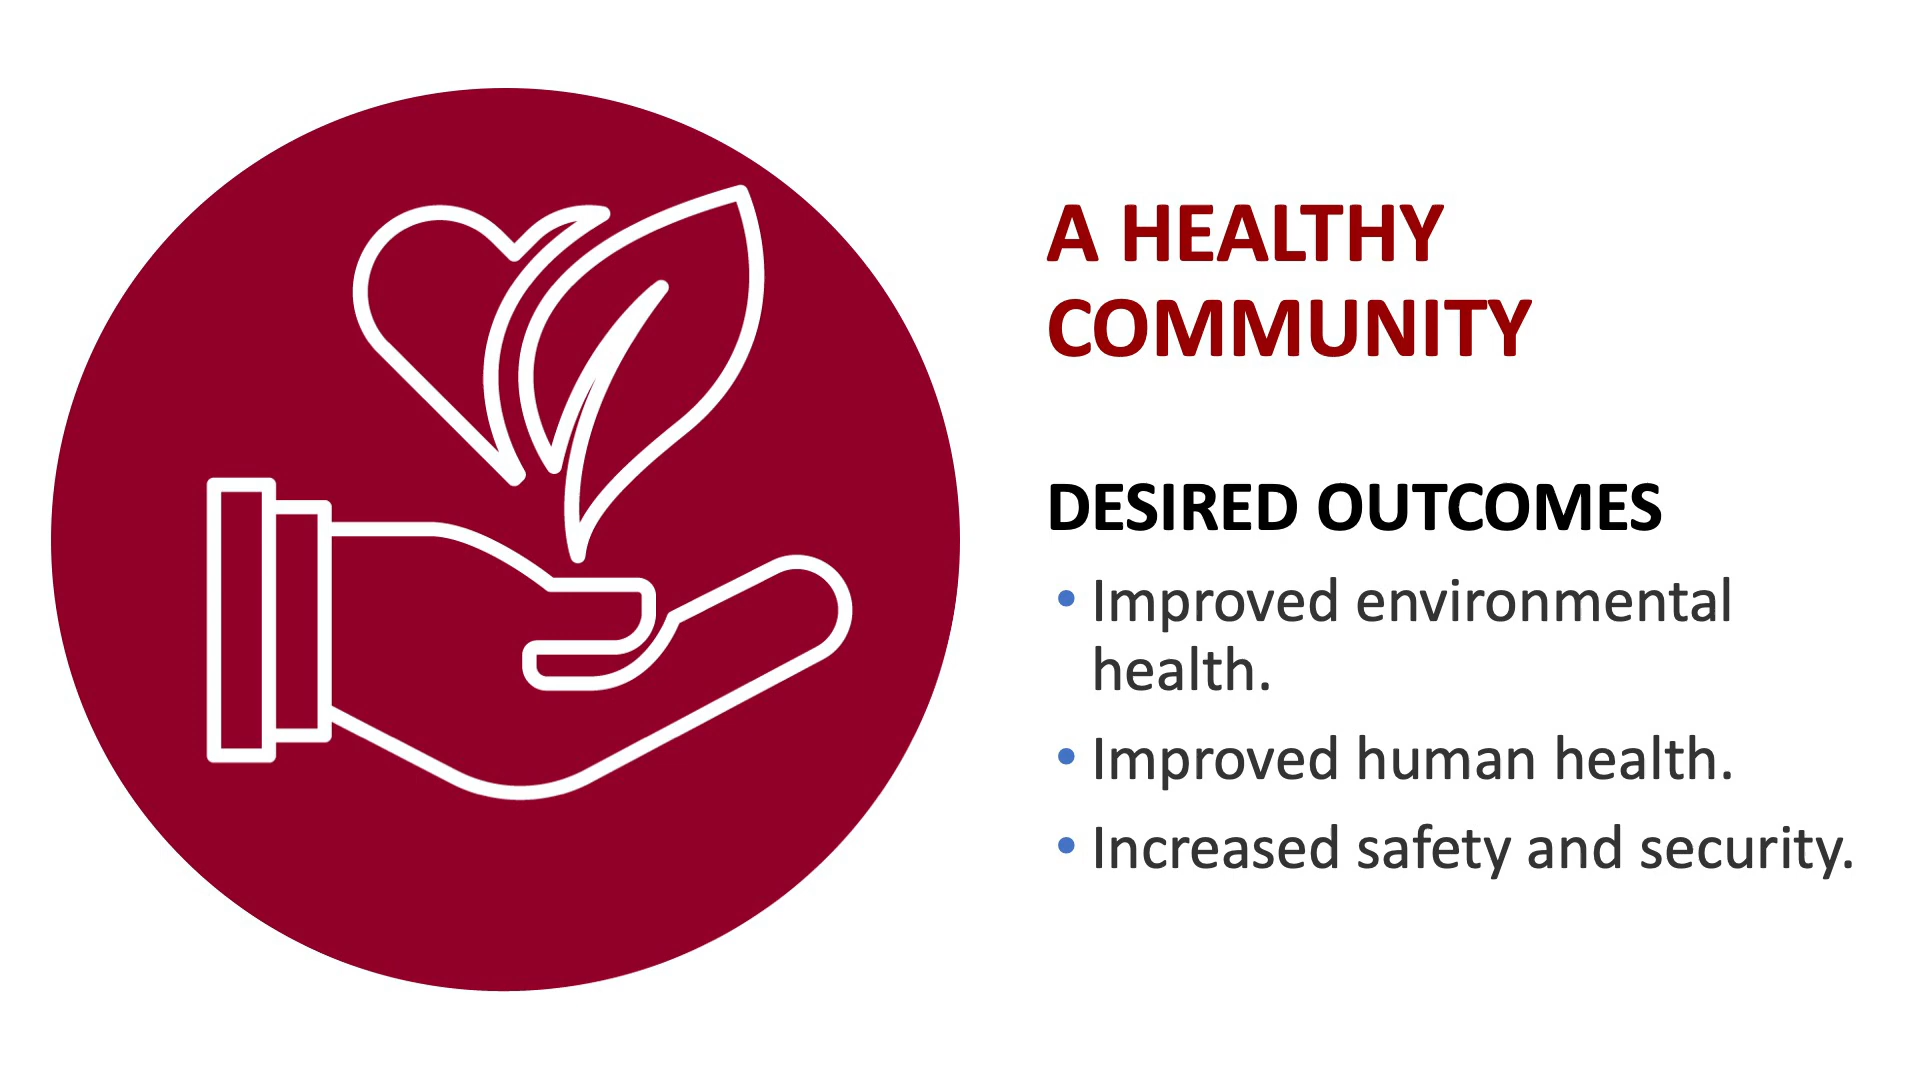 A HEALTHY
COMMUNITY
DESIRED OUTCOMES
• Improved environmental
health.
• Improved human health.
• Increased safety and security.